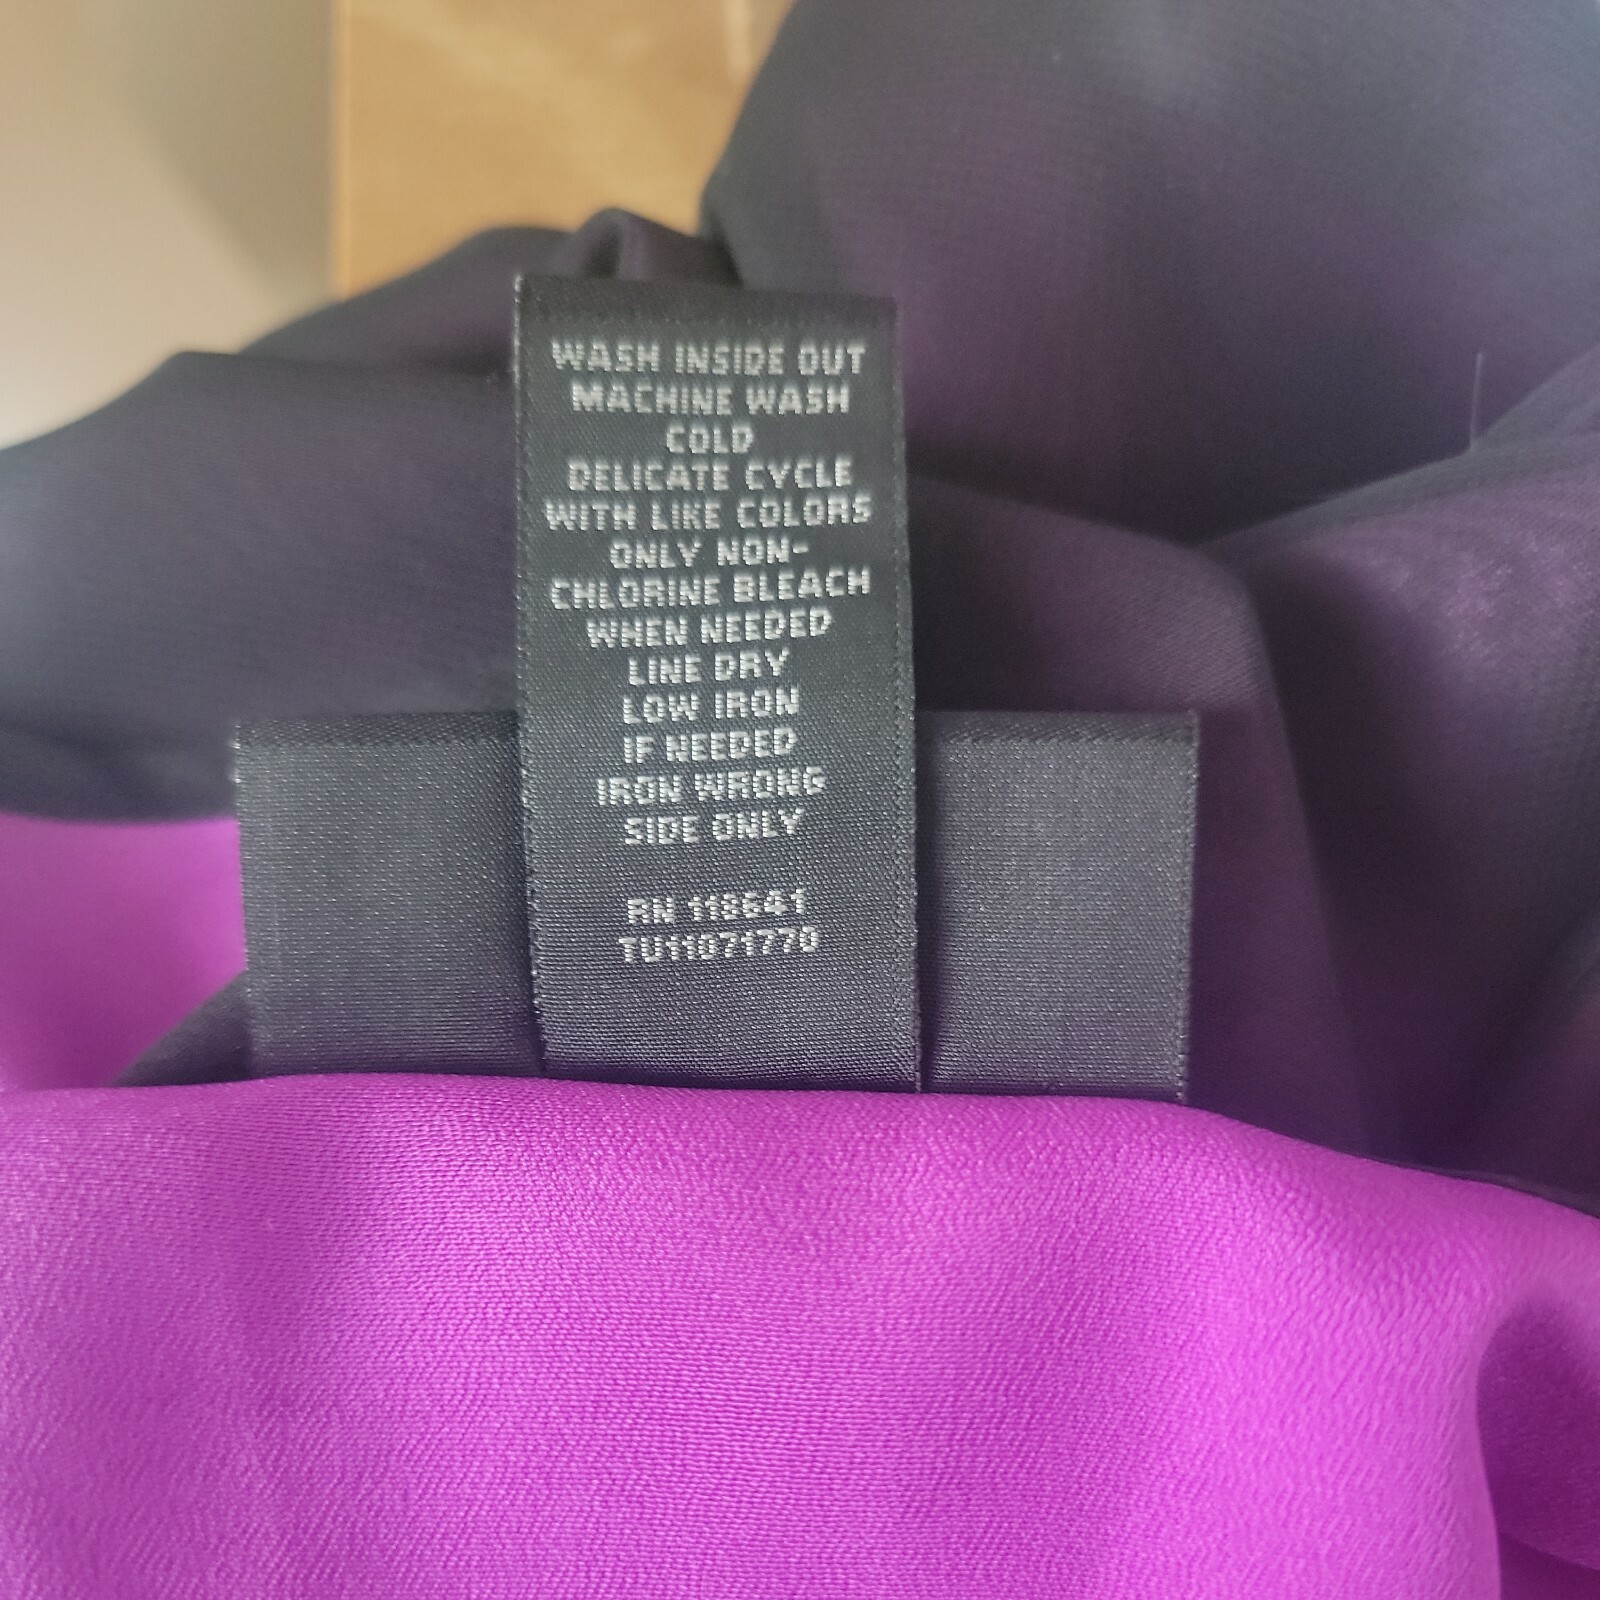 WASH INSIDE OUT
MACHINE WASH
COLD
DELICATE CYCLE
WITH LIKE COLORS
ONLY NON-
CHLORINE BLEACH
WHEN NEEDED
LINE DRY
LOW IRON
IF NEEDED
IRON WRONG
SIDE ONLY
RN 118641
TU11071770